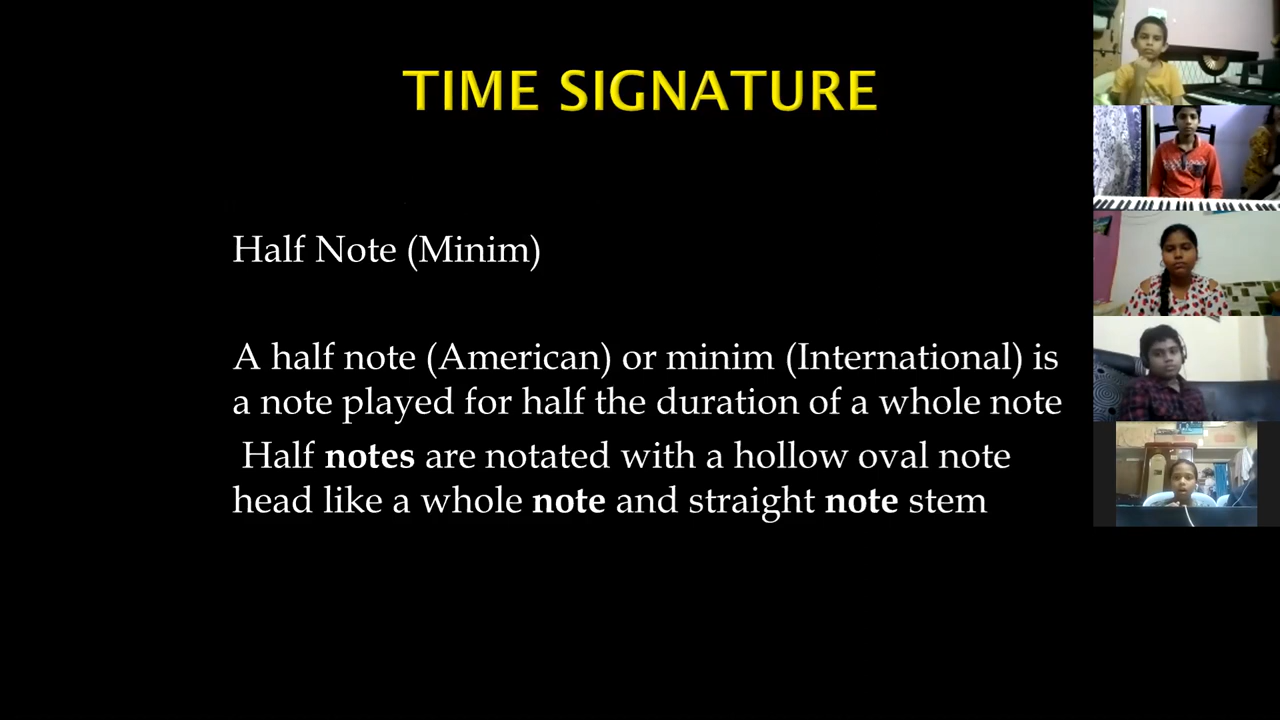 TIME SIGNATURE
Half Note (Minim)
A half note (American) or minim (International) is
a note played for half the duration of a whole note
Half notes are notated with a hollow oval note
head like a whole note and straight note stem